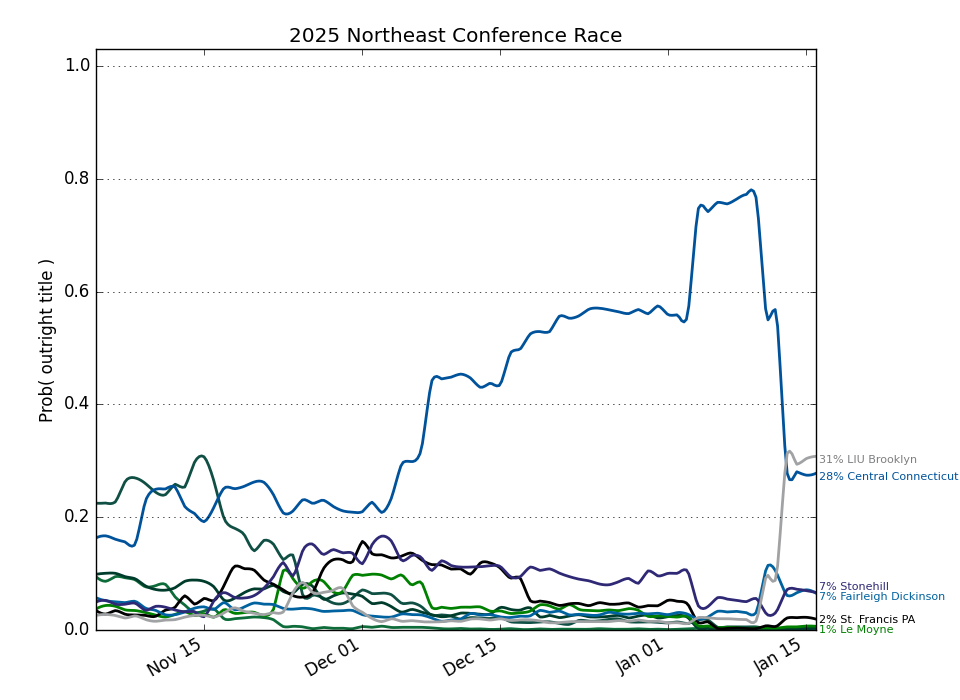 2025 Northeast Conference Race
1.0
0.8
0.6
0.4
0.2
0.0
Prob( outright title )
31% LIU Brooklyn
28% Central Connecticut
7% Stonehill
7% Fairleigh Dickinson
2% St. Francis PA
1% Le Moyne
Nov 15
Dec 01
Dec 15
Jan 01
Jan 15